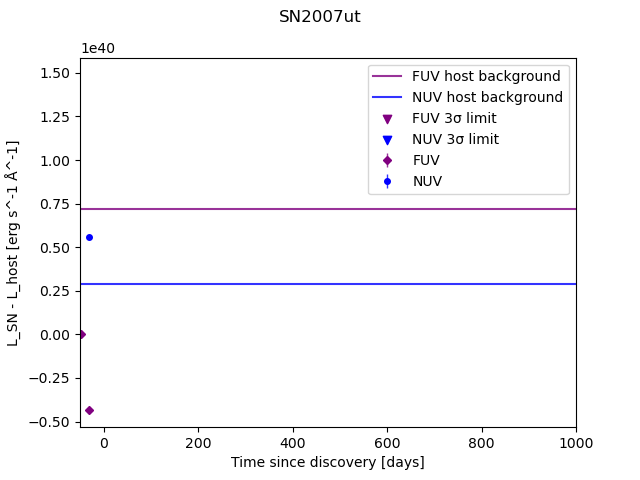 SN2007ut
1e40
1.50
1.25
1.00
0.75
0.50
0.25
0.00
−0.25
−0.50
L_SN - L_host [erg s^-1 Å^-1]
FUV host background
NUV host background
FUV 3σ limit
NUV 3σ limit
FUV
NUV
0 200 400 600 800 1000
Time since discovery [days]